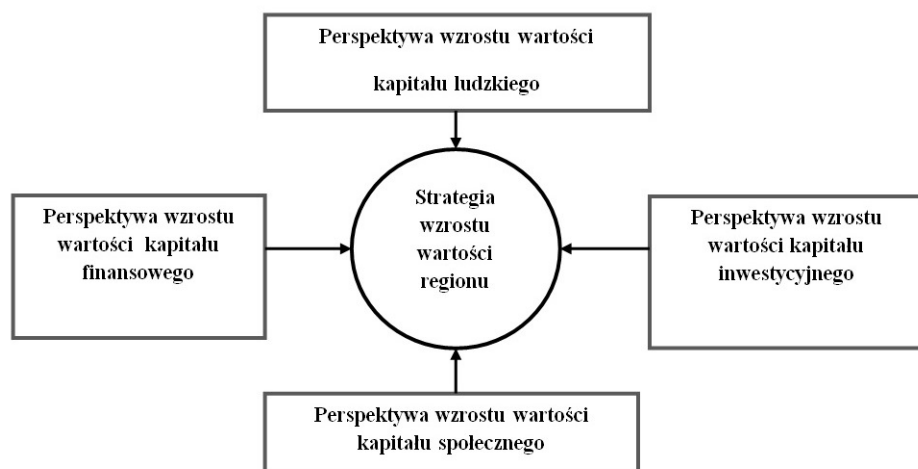 Perspektywa wzrostu wartości
kapitału ludzkiego
Perspektywa wzrostu
wartości kapitału
finansowego
Strategia
wzrostu
wartości
regionu
Perspektywa wzrostu
wartości kapitału
inwestycyjnego
Perspektywa wzrostu wartości
kapitału społecznego